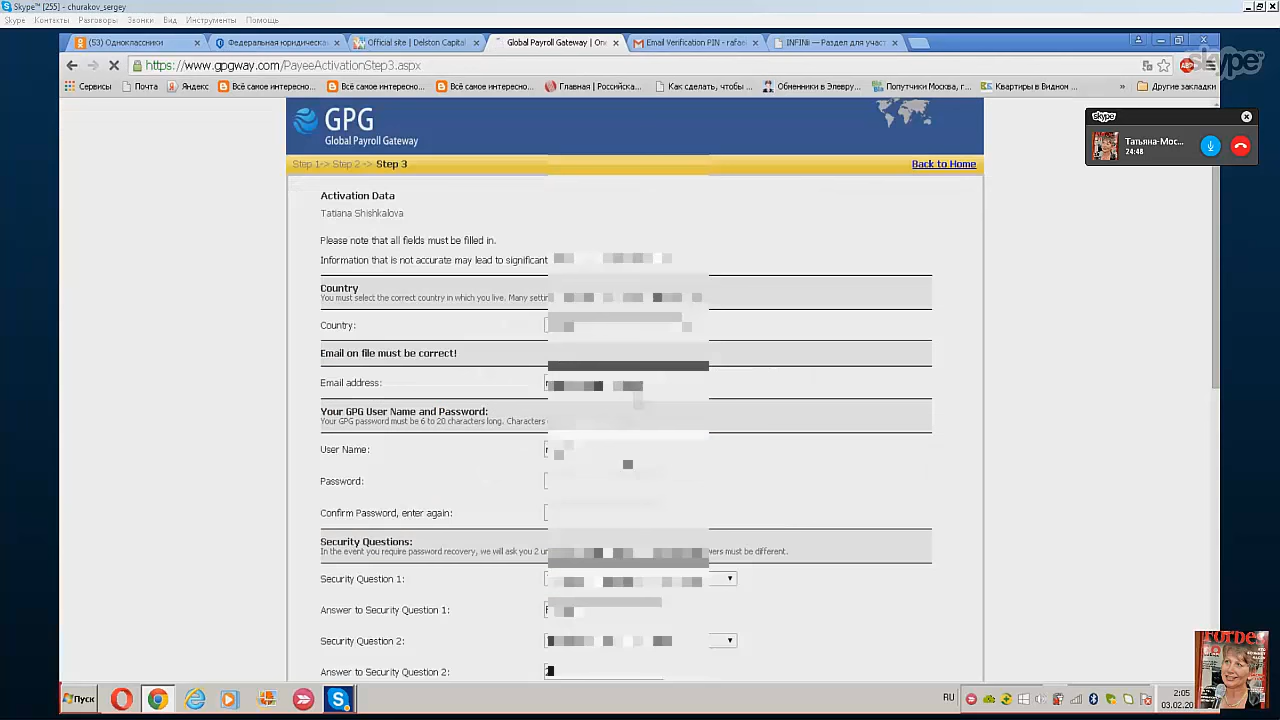 Skype™ [255] - churakov_sergey
Skype Контакты Разговоры Звонки Вид Инструменты Помощь
(53) Одноклассники
Федеральная юридическа
Official site | Delston Capital
Global Payroll Gateway | On
Email Verification PIN - rafae
INFINii — Раздел для участ
https://www.gpgway.com/PayeeActivationStep3.aspx
ABP
skype
Сервисы Почта Яндекс Всё самое интересно... Всё самое интересно... Всё самое интересно... Главная | Российска... Как сделать, чтобы ... Обменники в Элевру... Попутчики Москва, г... Квартиры в Видном ... » Другие закладки
GPG
Global Payroll Gateway
skype
Татьяна-Мос...
24:48
Step 1-> Step 2 -> Step 3
Back to Home
Activation Data
Tatiana Shishkalova
Please note that all fields must be filled in.
Information that is not accurate may lead to significant
Country
You must select the correct country in which you live. Many setti
Country:
Email on file must be correct!
Email address:
Your GPG User Name and Password:
Your GPG password must be 6 to 20 characters long. Characters
User Name:
Password:
Confirm Password, enter again:
Security Questions:
In the event you require password recovery, we will ask you 2 u
wers must be different.
Security Question 1:
Answer to Security Question 1:
Security Question 2:
Answer to Security Question 2:
Forbes
Пуск
RU
2:05
03.02.20